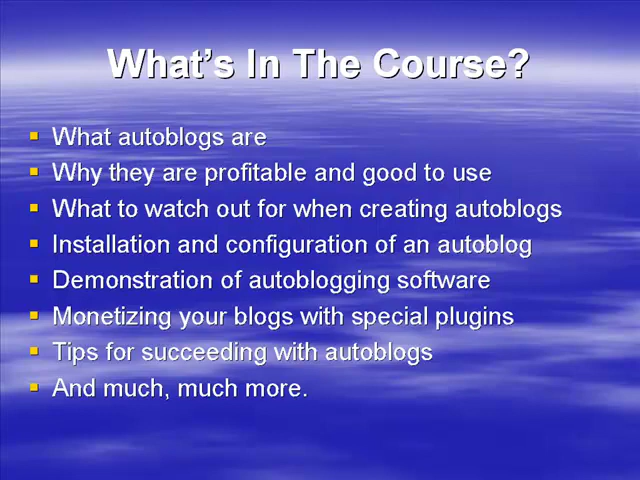 What's In The Course?
What autoblogs are
Why they are profitable and good to use
What to watch out for when creating autoblogs
Installation and configuration of an autoblog
Demonstration of autoblogging software
Monetizing your blogs with special plugins
Tips for succeeding with autoblogs
And much, much more.